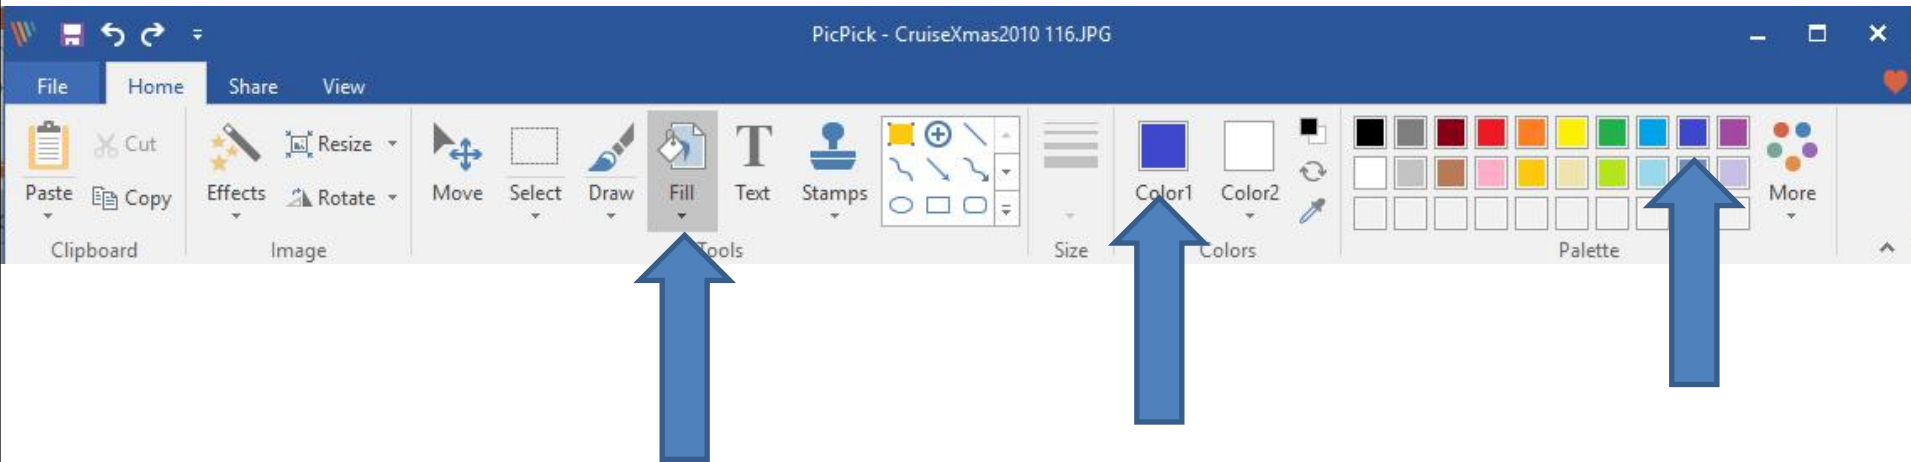 PicPick - CruiseXmas2010 116.JPG
File Home Share View
Paste
Cut
Copy
Clipboard
Effects
Resize
Rotate
Image
Move
Select
Draw
Fill
Text
Stamps
Tools
Size
Color1
Color2
Colors
More
Palette